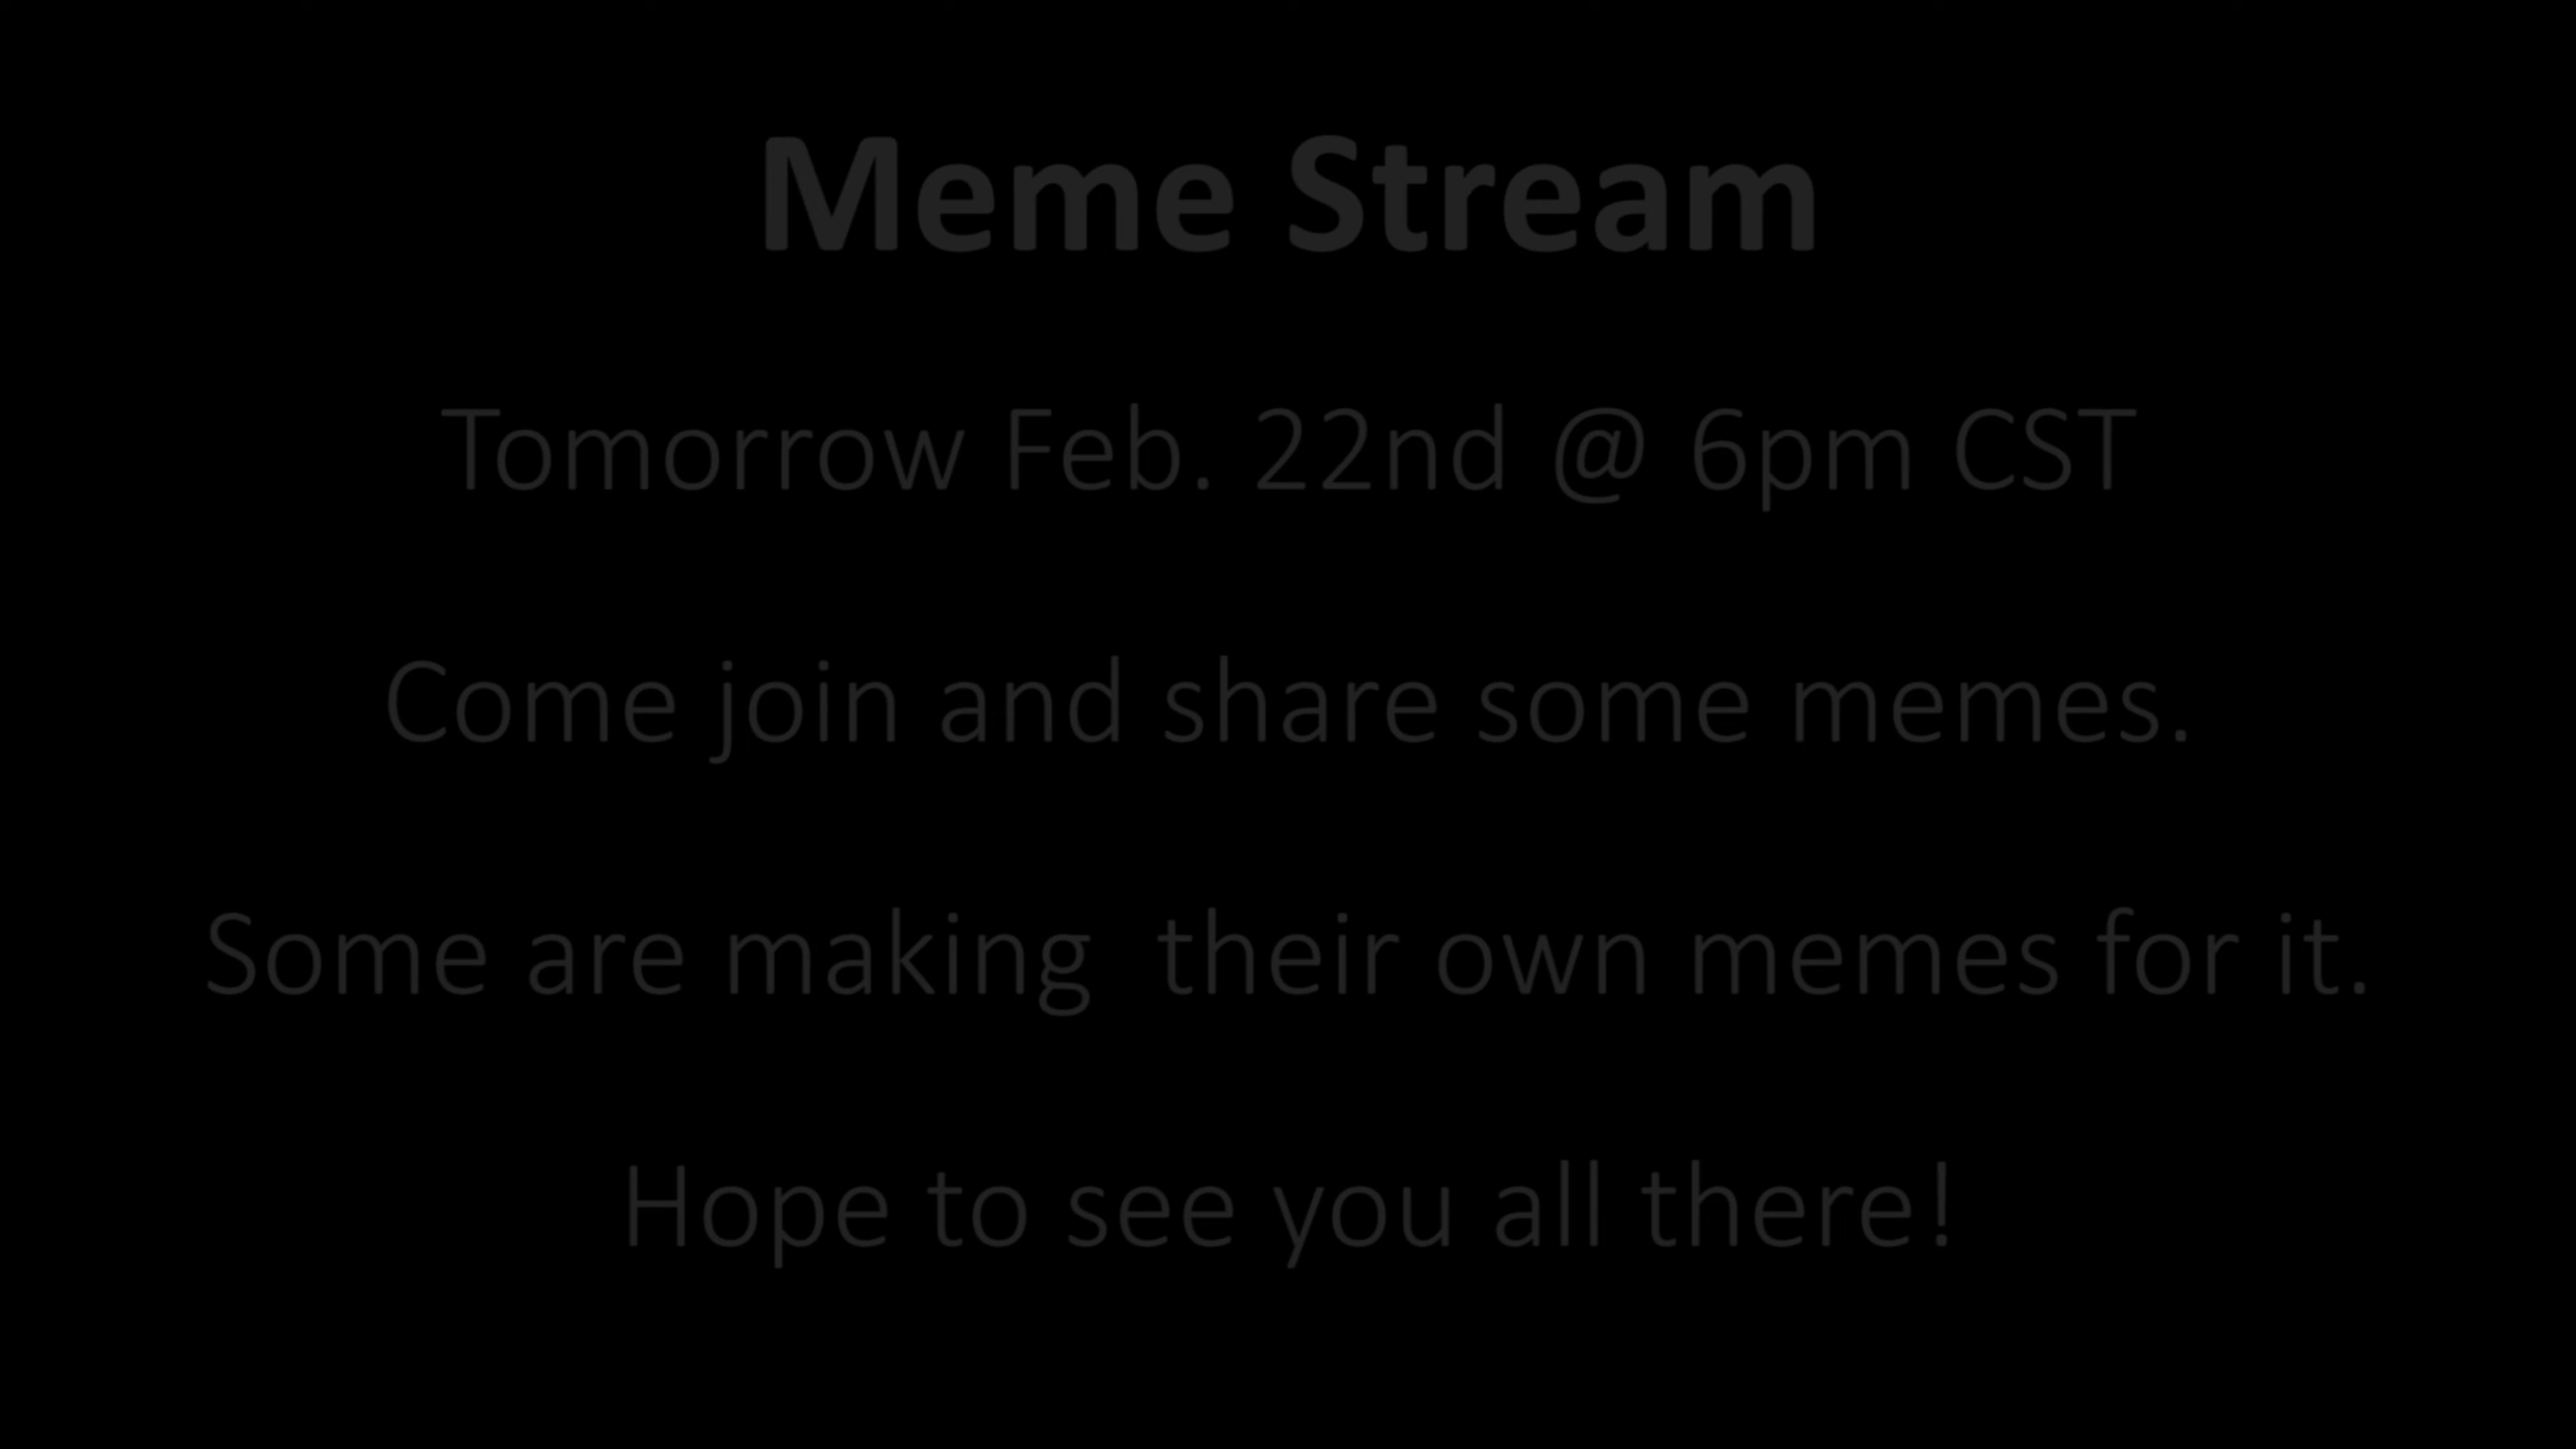 Meme Stream
Tomorrow Feb. 22nd @ 6pm CST
Come join and share some memes.
Some are making  their own memes for it.
Hope to see you all there!